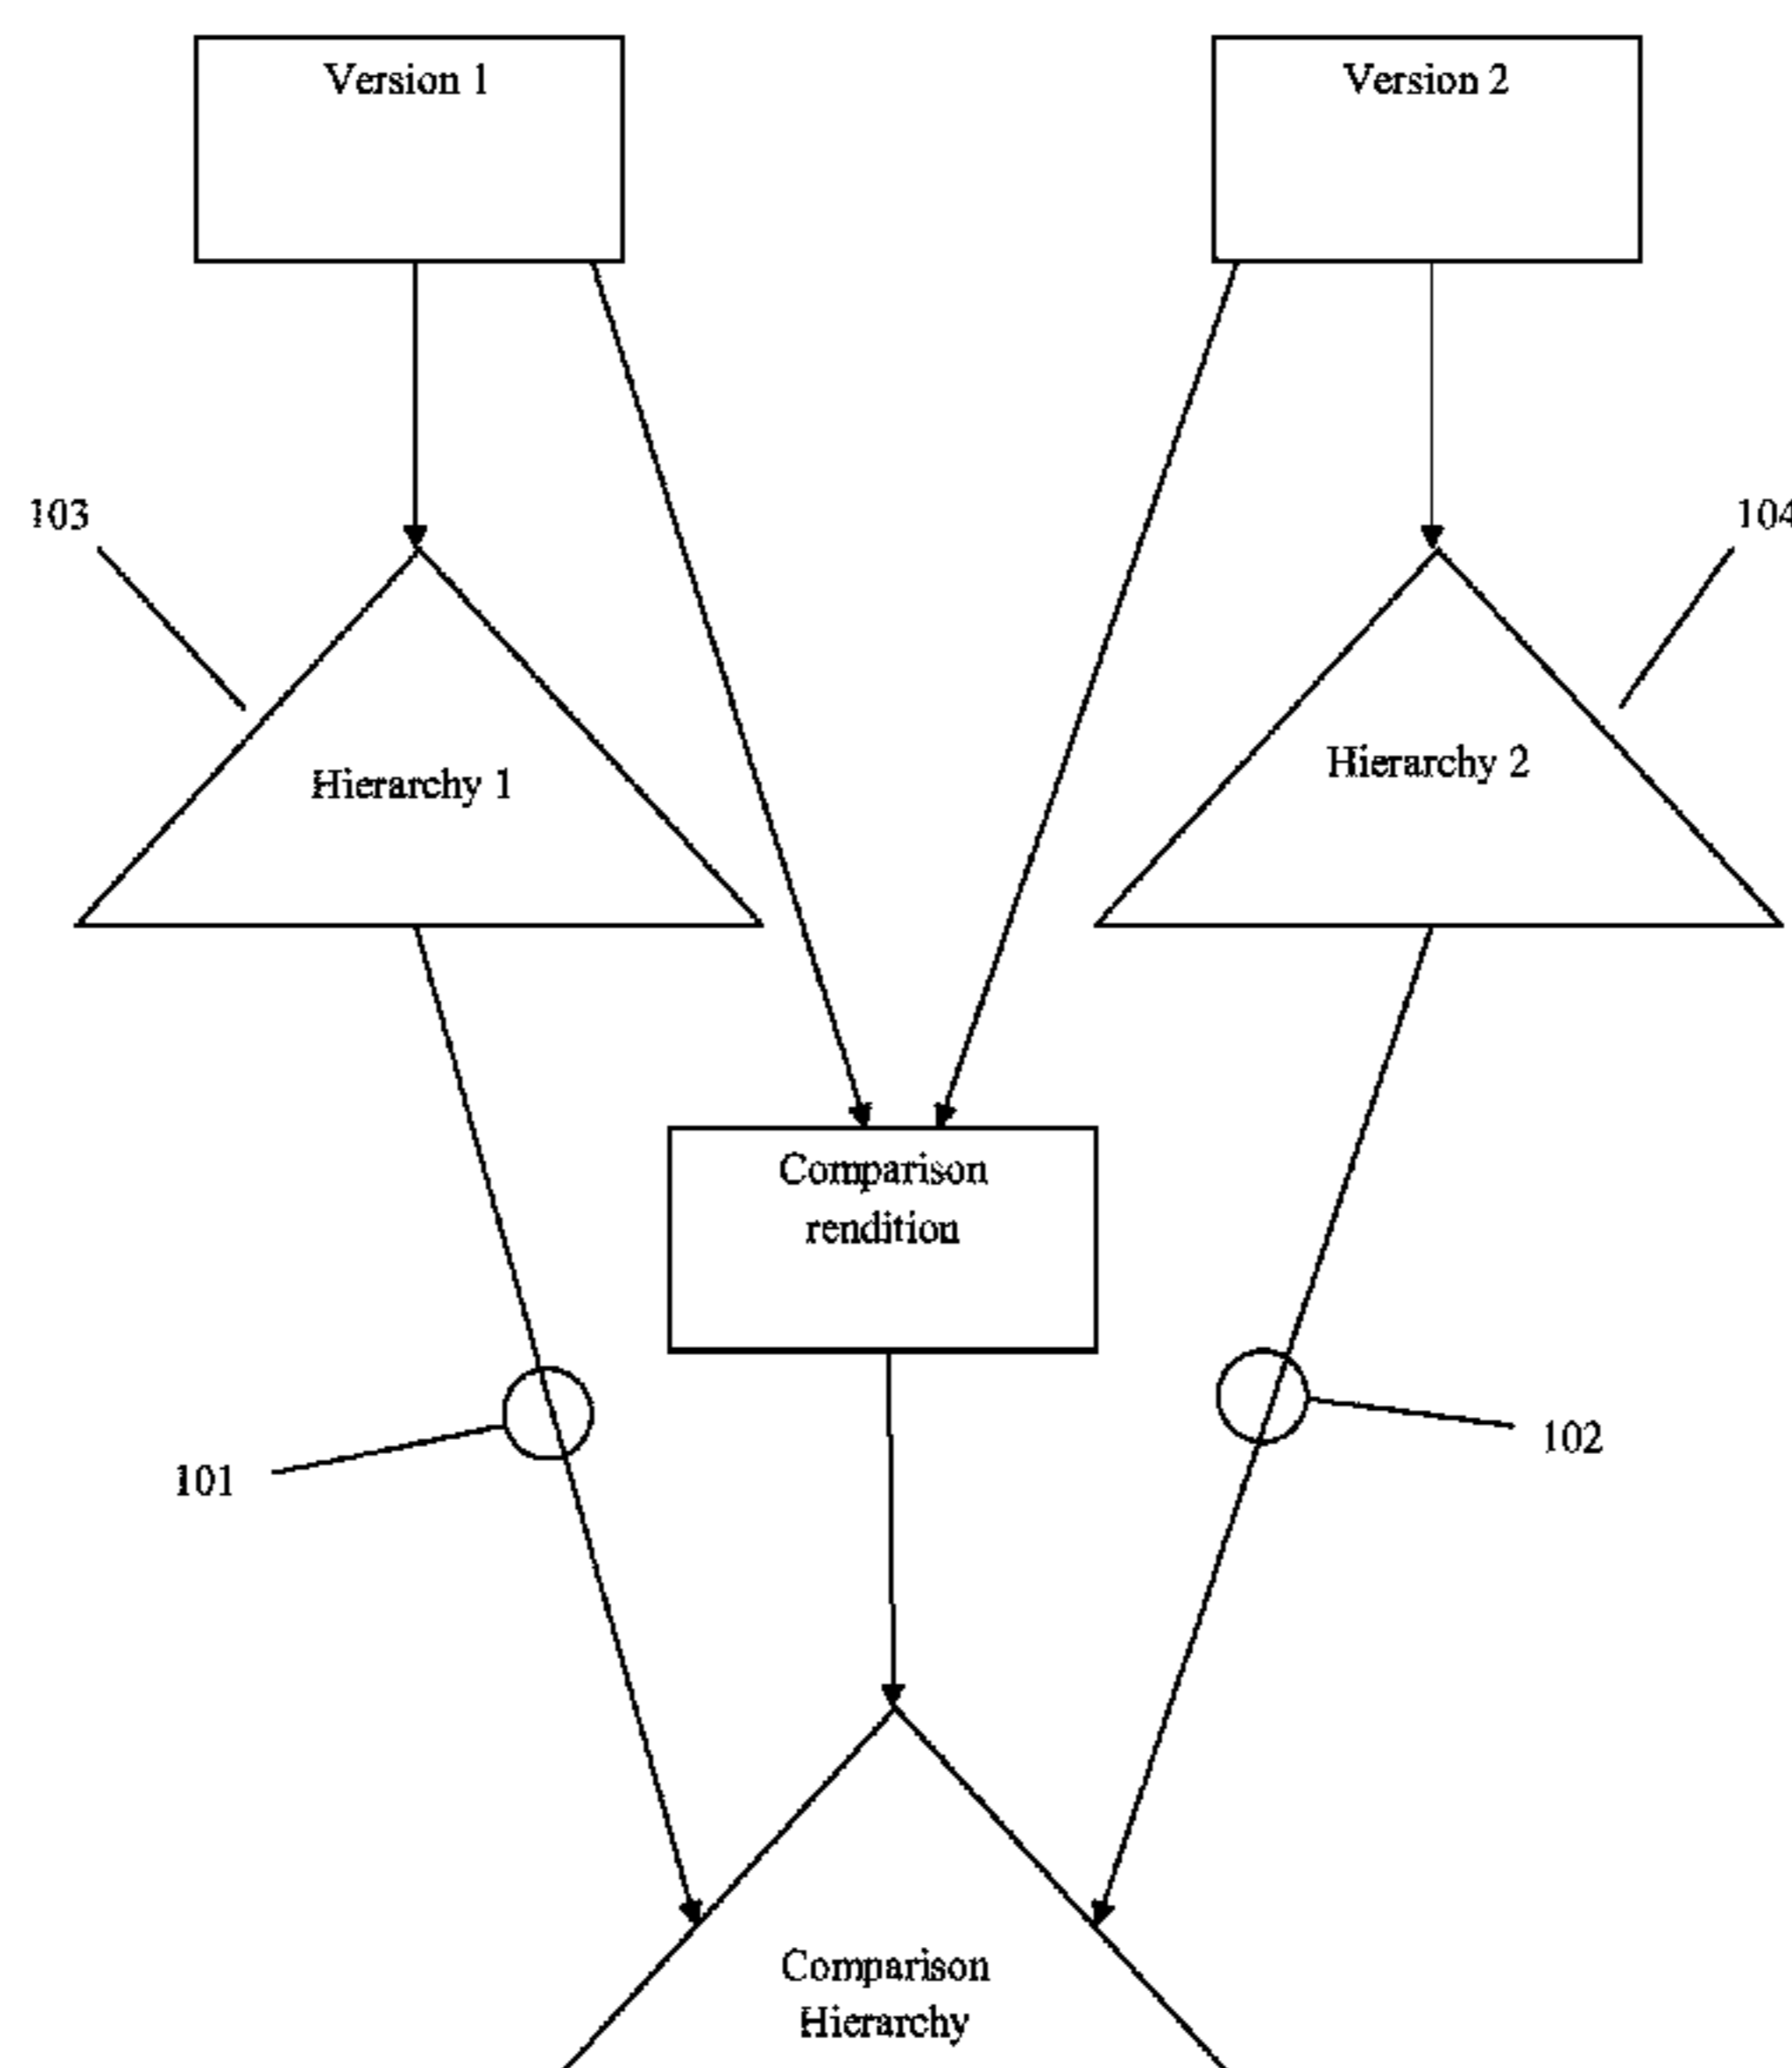 Version 1
Version 2
103
104
Hierarchy 1
Hierarchy 2
Comparison
rendition
101
102
Comparison
Hierarchy